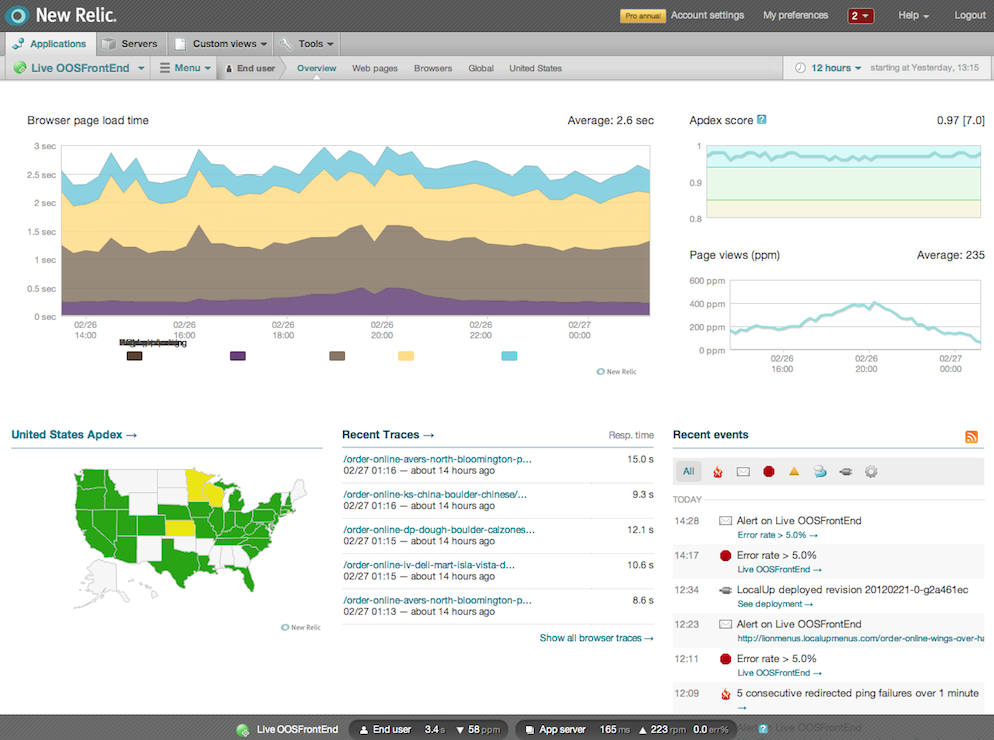 New Relic.
Pro annual Account settings My preferences 2 Help Logout
Applications Servers Custom views Tools
Live OOSFrontEnd Menu End user Overview Web pages Browsers Global United States 12 hours starting at Yesterday, 13:15
Browser page load time Average: 2.6 sec
3 sec
2.5 sec
2 sec
1.5 sec
1 sec
0.5 sec
0 sec
02/26 02/26 02/26 02/26 02/26 02/27
14:00 16:00 18:00 20:00 22:00 00:00
New Relic
Apdex score ? 0.97 [7.0]
1
0.9
0.8
Page views (ppm) Average: 235
600 ppm
400 ppm
200 ppm
0 ppm
02/26 02/26 02/27
16:00 20:00 00:00
United States Apdex →
New Relic
Recent Traces → Resp. time
/order-online-avers-north-bloomington-p... 15.0 s
02/27 01:16 — about 14 hours ago
/order-online-ks-china-boulder-chinese/... 9.3 s
02/27 01:16 — about 14 hours ago
/order-online-dp-dough-boulder-calzones... 12.1 s
02/27 01:15 — about 14 hours ago
/order-online-iv-deli-mart-isla-vista-d... 10.6 s
02/27 01:15 — about 14 hours ago
/order-online-avers-north-bloomington-p... 8.6 s
02/27 01:13 — about 14 hours ago
Show all browser traces →
Recent events
All
TODAY
14:28 Alert on Live OOSFrontEnd
Error rate > 5.0% →
14:17 Error rate > 5.0%
Live OOSFrontEnd →
12:34 LocalUp deployed revision 20120221-0-g2a461ec
See deployment →
12:23 Alert on Live OOSFrontEnd
http://lionmenus.localupmenus.com/order-online-wings-over-ha
12:11 Error rate > 5.0%
Live OOSFrontEnd →
12:09 5 consecutive redirected ping failures over 1 minute
→
Alert on Live OOSFrontEnd
Live OOSFrontEnd End user 3.4 s ▼ 58 ppm App server 165 ms ▲ 223 rpm 0.0 err% ?